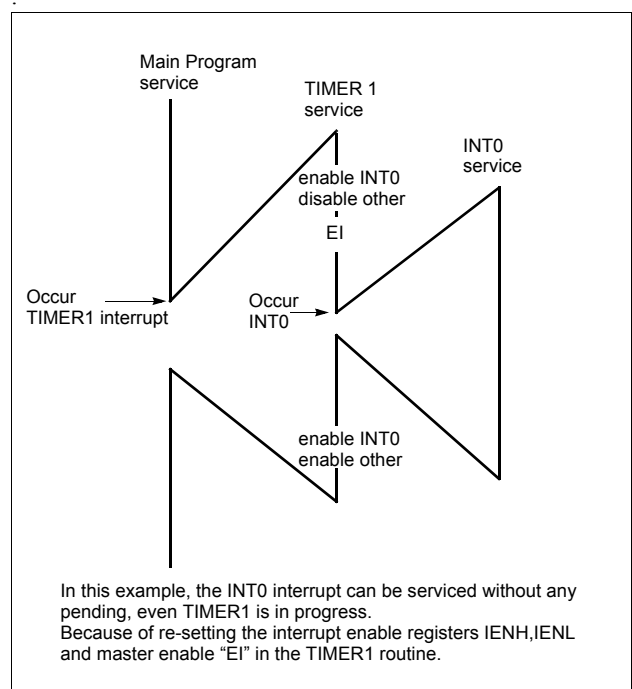 Main Program
service
TIMER 1
service
INT0
service
enable INT0
disable other
EI
Occur
TIMER1 interrupt
Occur
INT0
enable INT0
enable other
In this example, the INT0 interrupt can be serviced without any
pending, even TIMER1 is in progress.
Because of re-setting the interrupt enable registers IENH,IENL
and master enable “EI” in the TIMER1 routine.